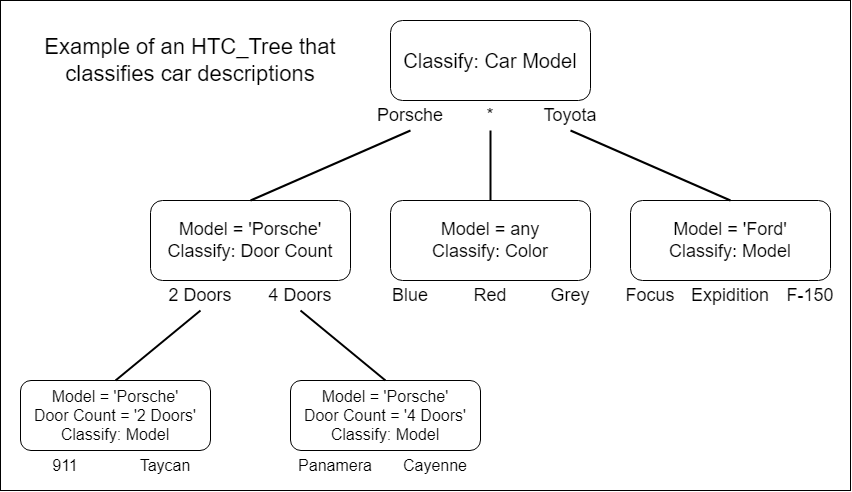 Example of an HTC_Tree that
classifies car descriptions
Classify: Car Model
Porsche * Toyota
Model = 'Porsche'
Classify: Door Count
Model = any
Classify: Color
Model = 'Ford'
Classify: Model
2 Doors 4 Doors
Blue Red Grey
Focus Expidition F-150
Model = 'Porsche'
Door Count = '2 Doors'
Classify: Model
Model = 'Porsche'
Door Count = '4 Doors'
Classify: Model
911 Taycan
Panamera Cayenne